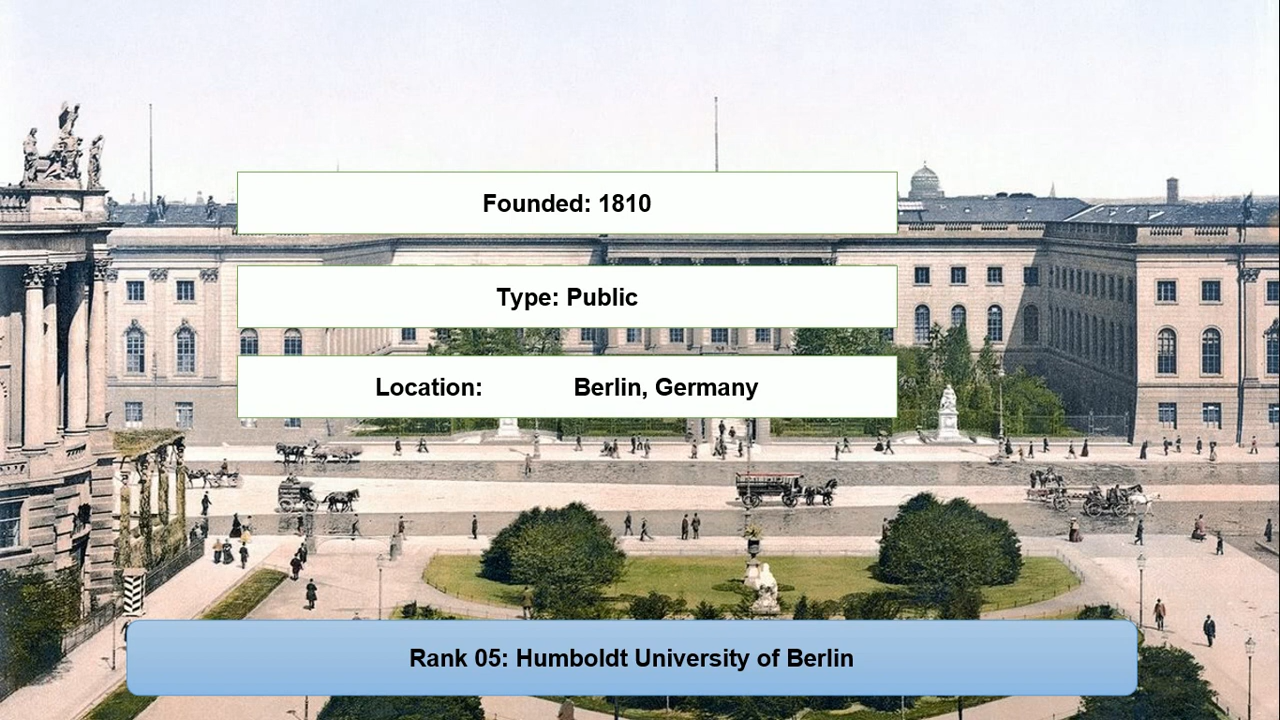 Founded: 1810
Type: Public
Location: Berlin, Germany
Rank 05: Humboldt University of Berlin